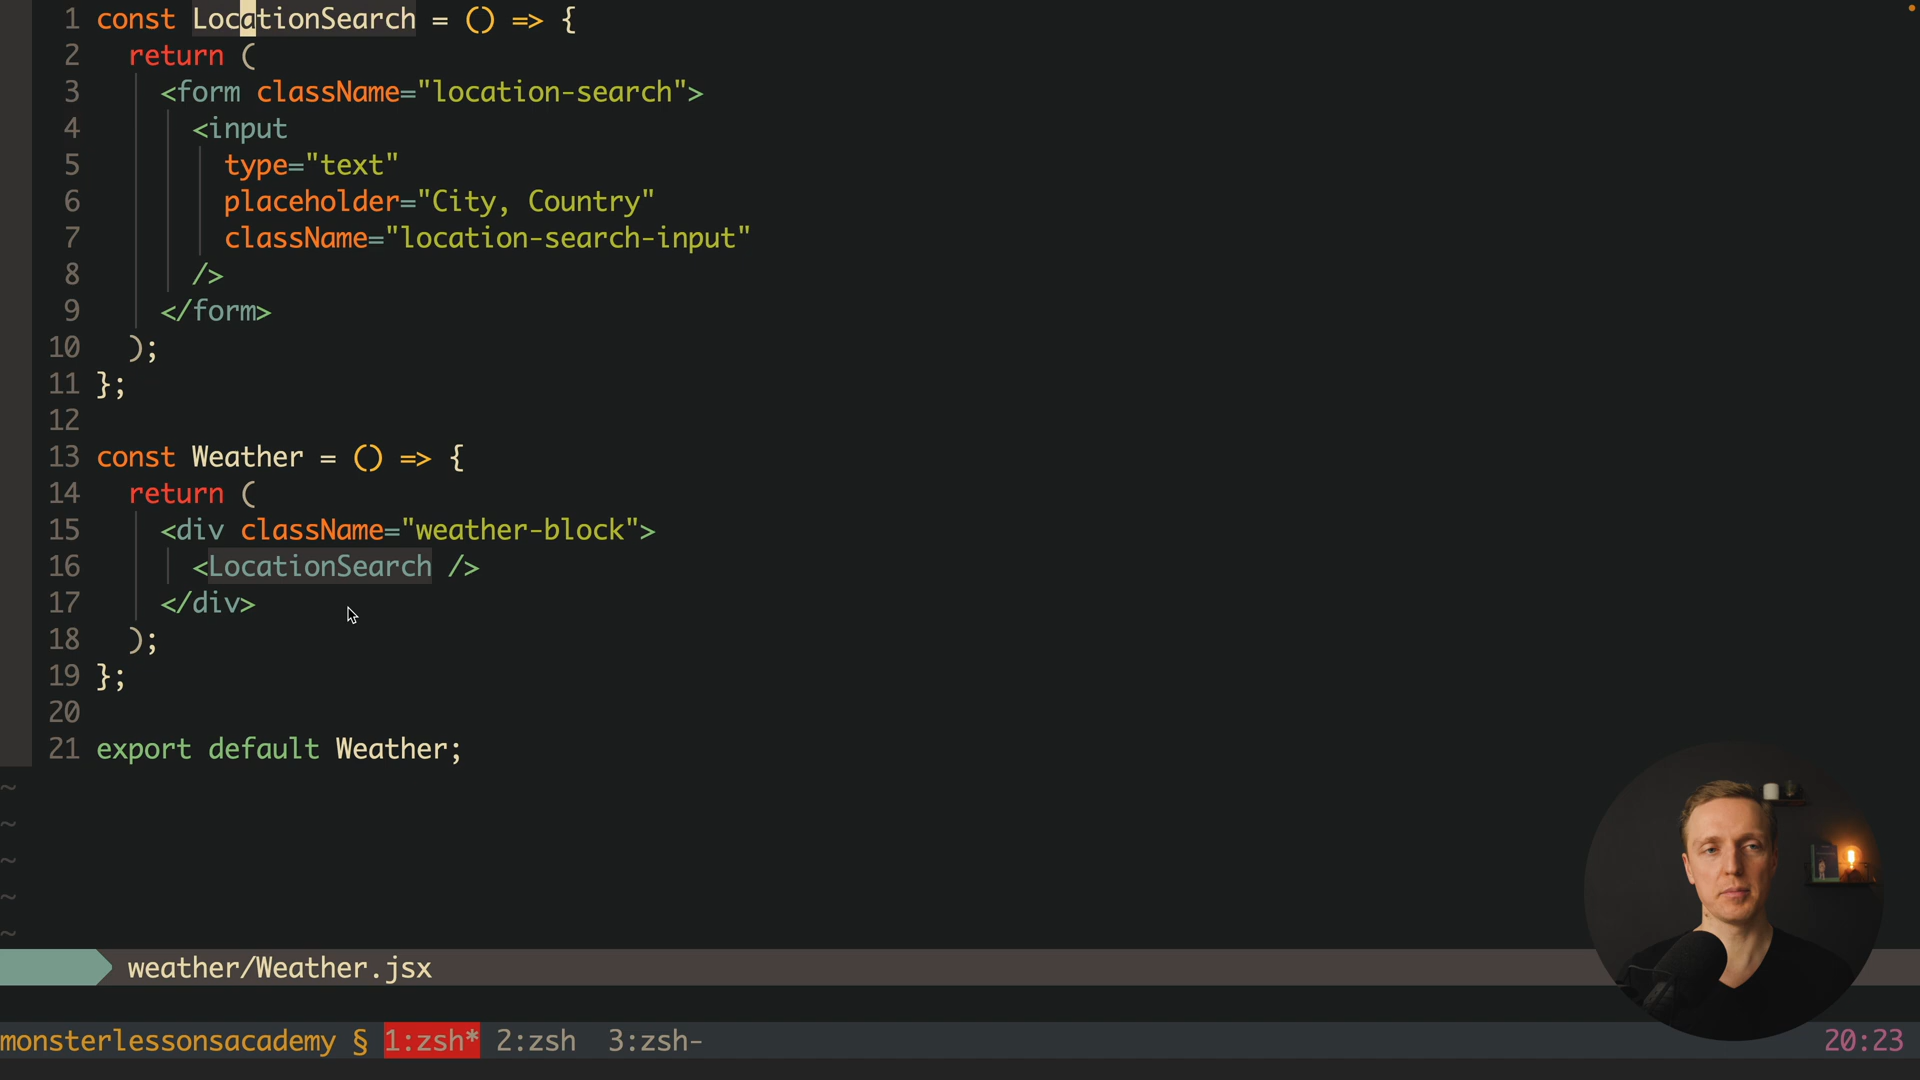 1 const LocationSearch = () => {
2   return (
3     <form className="location-search">
4       <input
5         type="text"
6         placeholder="City, Country"
7         className="location-search-input"
8       />
9     </form>
10   );
11 };
12
13 const Weather = () => {
14   return (
15     <div className="weather-block">
16       <LocationSearch />
17     </div>
18   );
19 };
20
21 export default Weather;
~
~
~
~
~
weather/Weather.jsx
monsterlessonsacademy § 1:zsh* 2:zsh 3:zsh- 20:23